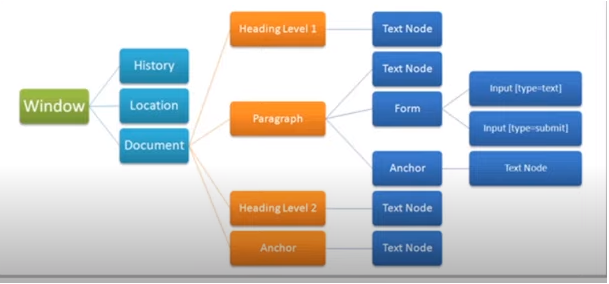 Window
History
Location
Document
Heading Level 1
Text Node
Paragraph
Text Node
Form
Input [type=text]
Input [type=submit]
Anchor
Text Node
Heading Level 2
Text Node
Anchor
Text Node